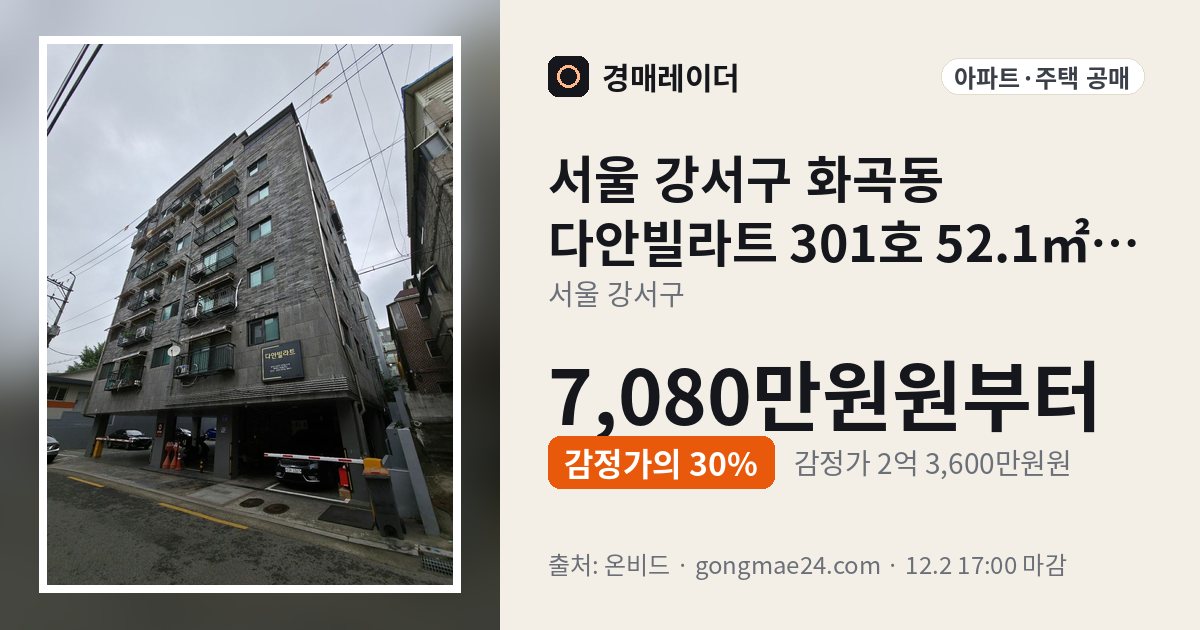 경매레이더
아파트·주택 공매
서울 강서구 화곡동
다안빌라트 301호 52.1㎡…
서울 강서구
7,080만원원부터
감정가의 30%
감정가 2억 3,600만원원
출처: 온비드 · gongmae24.com · 12.2 17:00 마감
다안빌라트